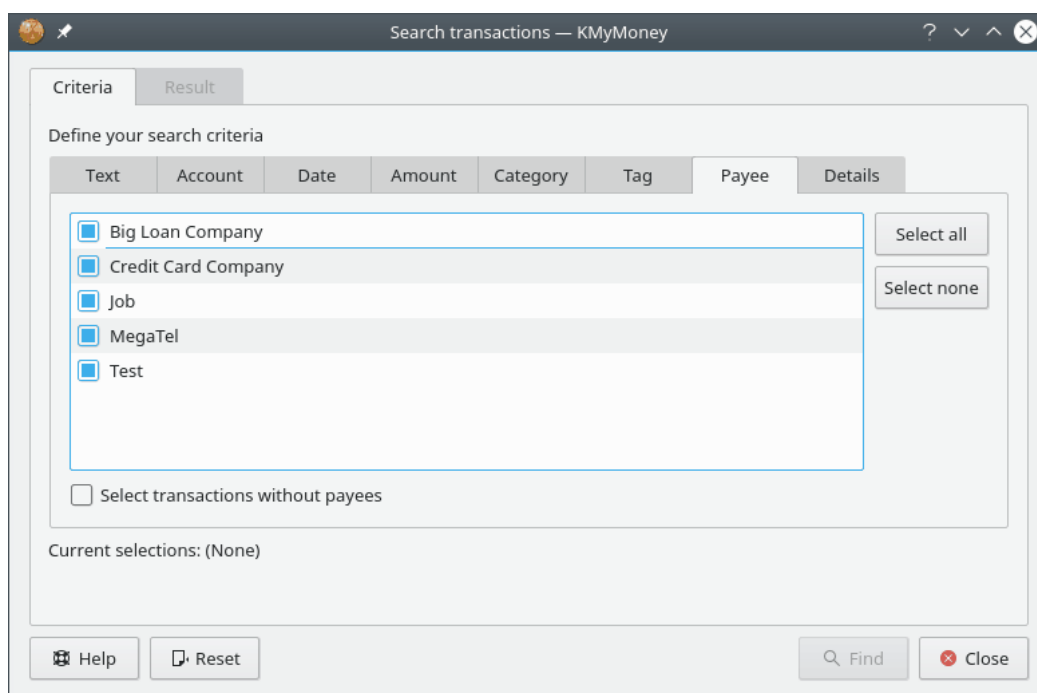 Search transactions — KMyMoney
Criteria Result
Define your search criteria
Text Account Date Amount Category Tag Payee Details
Big Loan Company
Select all
Credit Card Company
Select none
Job
MegaTel
Test
Select transactions without payees
Current selections: (None)
Help Reset Find Close